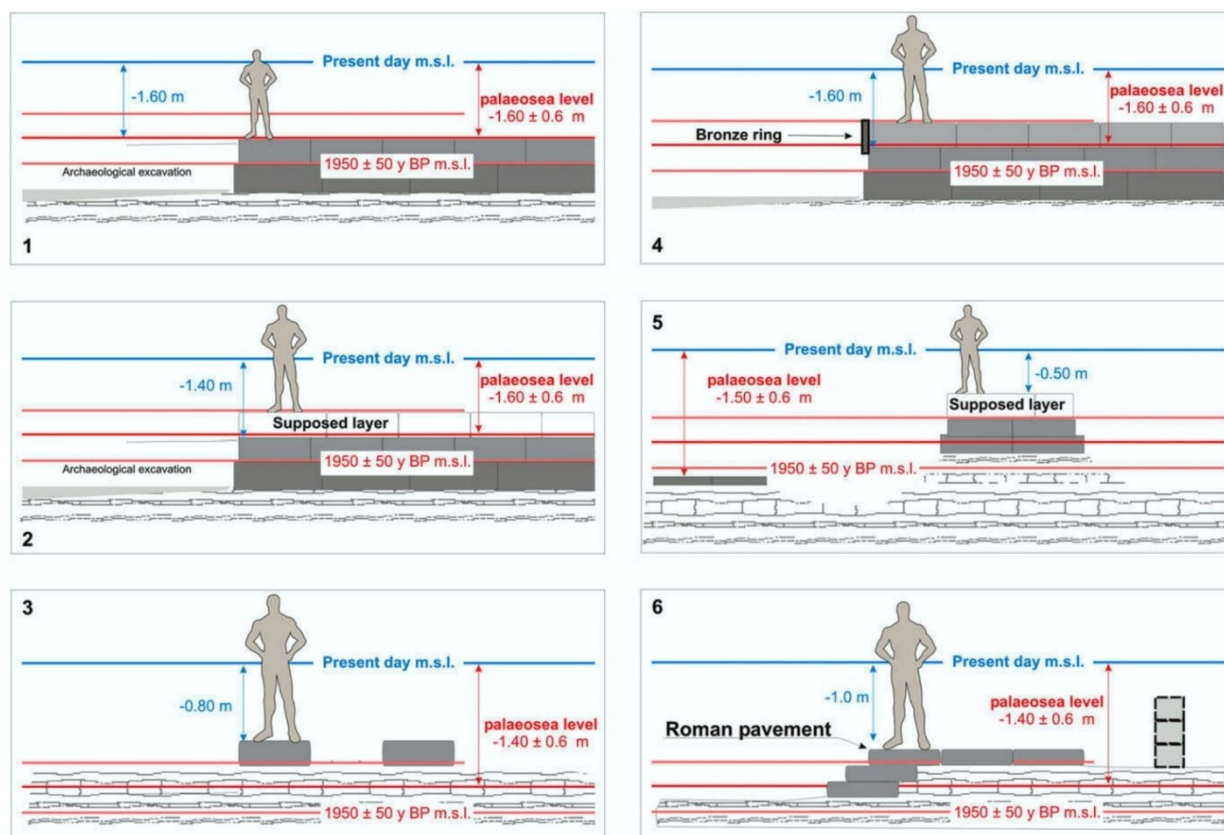 1
Present day m.s.l.
-1.60 m
palaeosea level
-1.60 ± 0.6 m
1950 ± 50 y BP m.s.l.
Archaeological excavation
2
Present day m.s.l.
-1.40 m
palaeosea level
-1.60 ± 0.6 m
Supposed layer
1950 ± 50 y BP m.s.l.
Archaeological excavation
3
Present day m.s.l.
-0.80 m
palaeosea level
-1.40 ± 0.6 m
1950 ± 50 y BP m.s.l.
4
Present day m.s.l.
-1.60 m
palaeosea level
-1.60 ± 0.6 m
Bronze ring
1950 ± 50 y BP m.s.l.
5
Present day m.s.l.
palaeosea level
-1.50 ± 0.6 m
-0.50 m
Supposed layer
1950 ± 50 y BP m.s.l.
6
Present day m.s.l.
-1.0 m
palaeosea level
-1.40 ± 0.6 m
Roman pavement
1950 ± 50 y BP m.s.l.